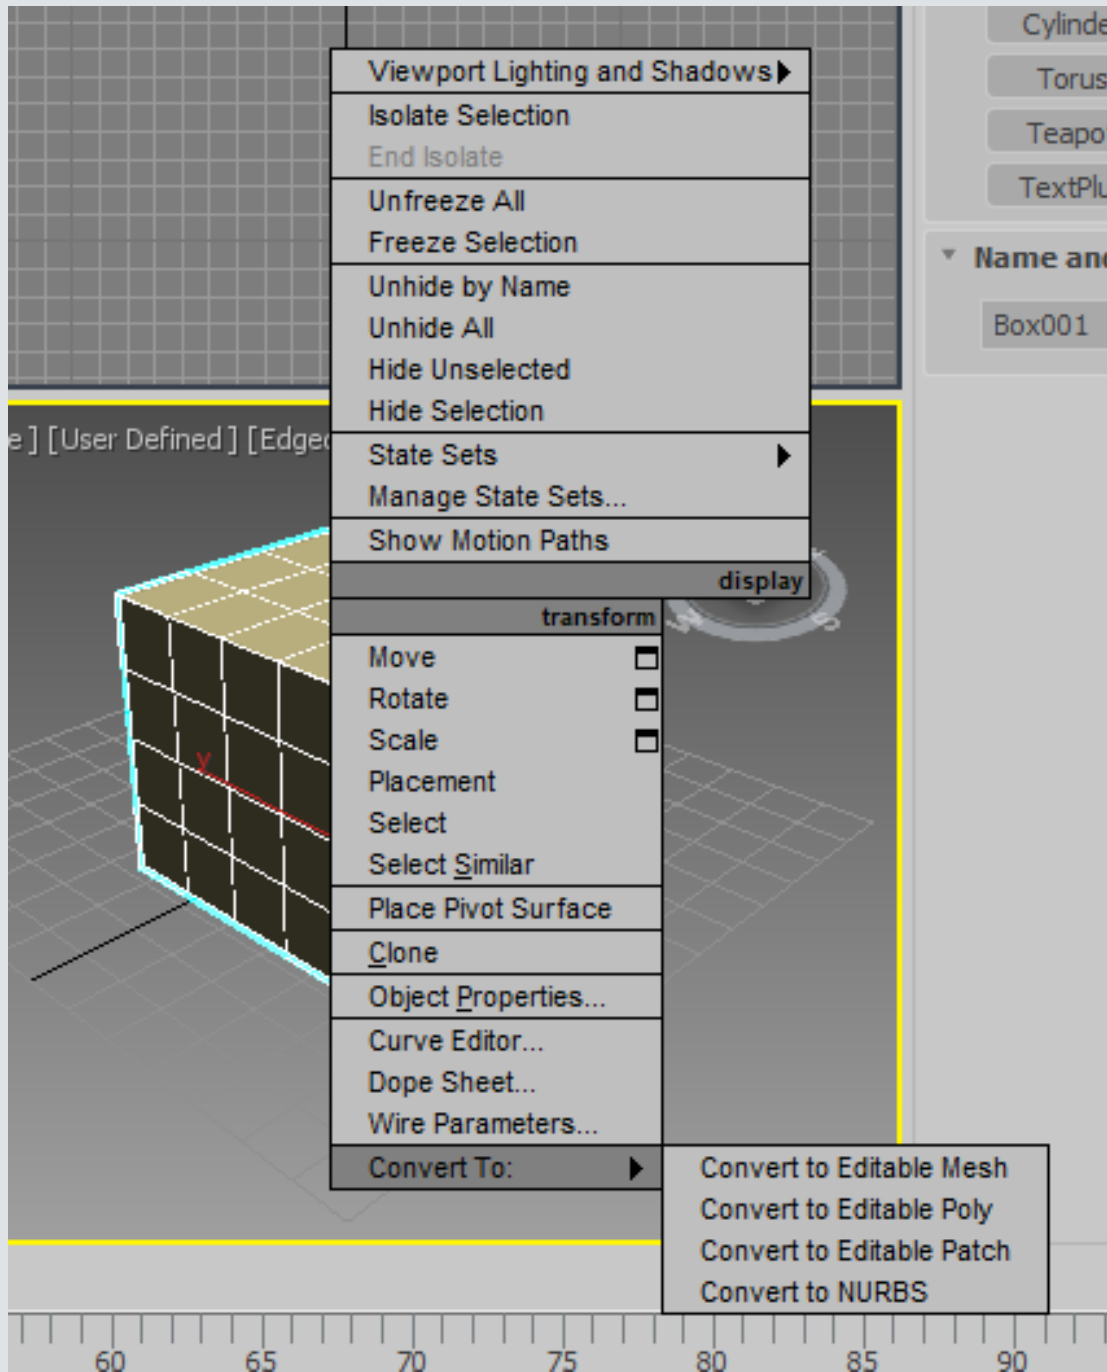 Viewport Lighting and Shadows
Isolate Selection
End Isolate
Unfreeze All
Freeze Selection
Unhide by Name
Unhide All
Hide Unselected
Hide Selection
State Sets
Manage State Sets...
Show Motion Paths
display
transform
Move
Rotate
Scale
Placement
Select
Select Similar
Place Pivot Surface
Clone
Object Properties...
Curve Editor...
Dope Sheet...
Wire Parameters...
Convert To:
Convert to Editable Mesh
Convert to Editable Poly
Convert to Editable Patch
Convert to NURBS
Cylinde
Torus
Teapo
TextPlu
Name and
Box001
e ] [User Defined ] [Edge
y
60 65 70 75 80 85 90